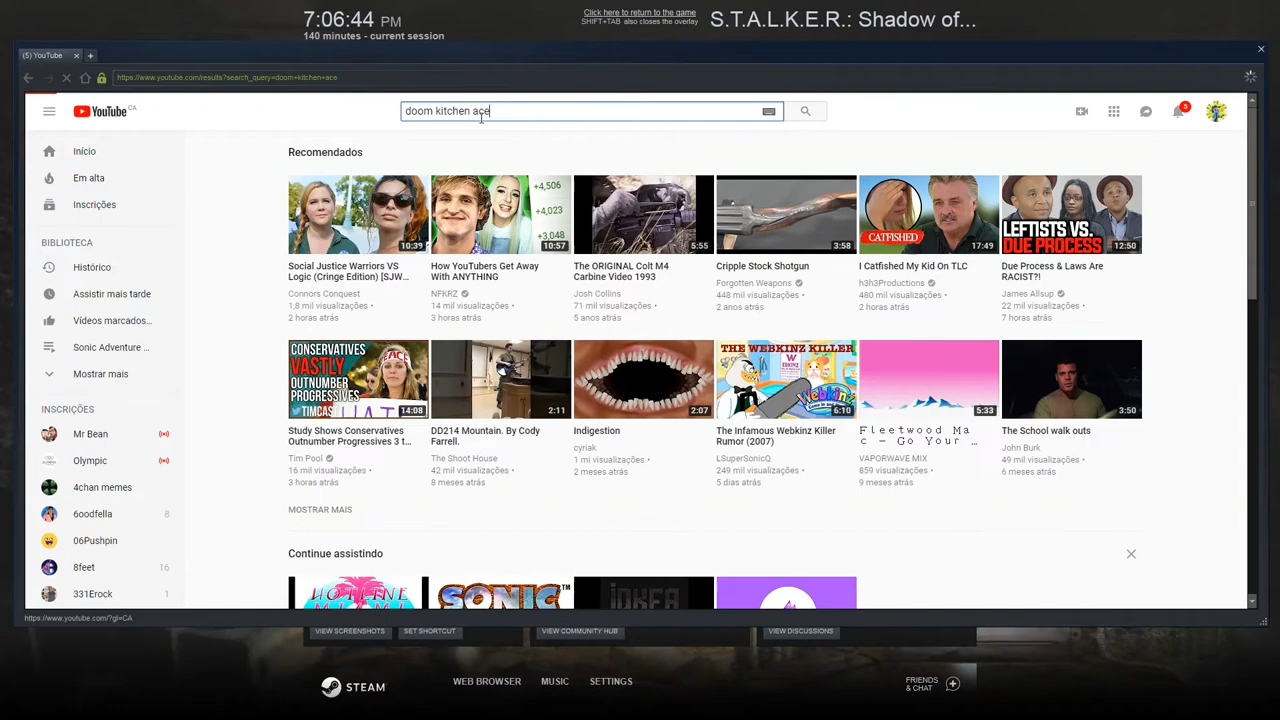 7:06:44 PM
140 minutes - current session
Click here to return to the game
SHIFT+TAB also closes the overlay
S.T.A.L.K.E.R.: Shadow of...
(5) YouTube
https://www.youtube.com/results?search_query=doom+kitchen+ace
YouTube CA
doom kitchen ace
5
Início
Em alta
Inscrições
BIBLIOTECA
Histórico
Assistir mais tarde
Vídeos marcados...
Sonic Adventure ...
Mostrar mais
INSCRIÇÕES
Mr Bean
Olympic
4chan memes
6oodfella 8
06Pushpin
8feet 16
331Erock 1
Recomendados
10:39
Social Justice Warriors VS
Logic (Cringe Edition) [SJW...
Connors Conquest
1,8 mil visualizações •
2 horas atrás
+4,506
+4,023
+3,048
10:57
How YouTubers Get Away
With ANYTHING
NFKRZ
14 mil visualizações •
3 horas atrás
5:55
The ORIGINAL Colt M4
Carbine Video 1993
Josh Collins
71 mil visualizações •
5 anos atrás
3:58
Cripple Stock Shotgun
Forgotten Weapons
448 mil visualizações •
2 anos atrás
CATFISHED
17:49
I Catfished My Kid On TLC
h3h3Productions
480 mil visualizações •
2 horas atrás
LEFTISTS VS.
DUE PROCESS
12:50
Due Process & Laws Are
RACIST?!
James Allsup
22 mil visualizações •
7 horas atrás
CONSERVATIVES
VASTLY
OUTNUMBER
PROGRESSIVES
TIMCAS
HAT
14:08
Study Shows Conservatives
Outnumber Progressives 3 t...
Tim Pool
16 mil visualizações •
3 horas atrás
2:11
DD214 Mountain. By Cody
Farrell.
The Shoot House
42 mil visualizações •
8 meses atrás
2:07
Indigestion
cyriak
1 mi visualizações •
2 meses atrás
THE WEBKINZ KILLER
Webkinz
6:10
The Infamous Webkinz Killer
Rumor (2007)
LSuperSonicQ
249 mil visualizações •
5 dias atrás
5:33
Ｆｌｅｅｔｗｏｏｄ Ｍａ
ｃ － Ｇｏ Ｙｏｕｒ ...
VAPORWAVE MIX
859 visualizações •
9 meses atrás
3:50
The School walk outs
John Burk
49 mil visualizações •
6 meses atrás
MOSTRAR MAIS
Continue assistindo
HOTLINE
SONIC
TM
JOKER
https://www.youtube.com/?gl=CA
VIEW SCREENSHOTS
SET SHORTCUT
VIEW COMMUNITY HUB
VIEW DISCUSSIONS
STEAM
WEB BROWSER
MUSIC
SETTINGS
FRIENDS
& CHAT